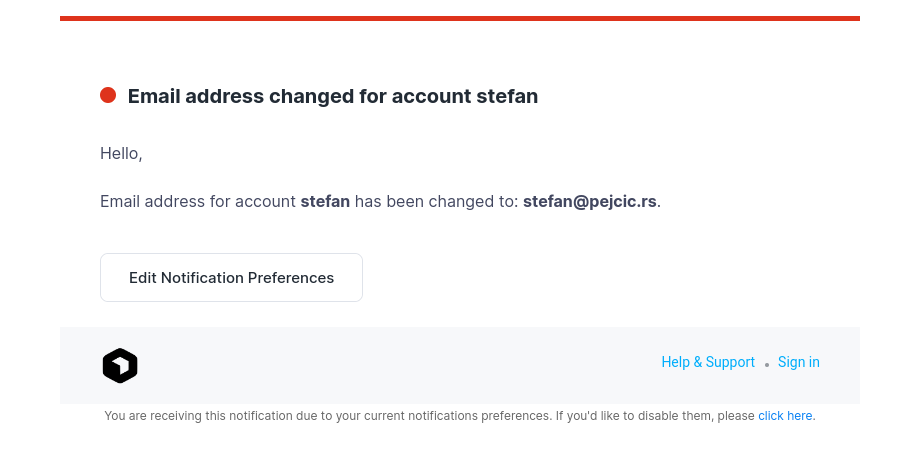 Email address changed for account stefan
Hello,
Email address for account stefan has been changed to: stefan@pejcic.rs.
Edit Notification Preferences
Help & Support • Sign in
You are receiving this notification due to your current notifications preferences. If you'd like to disable them, please click here.